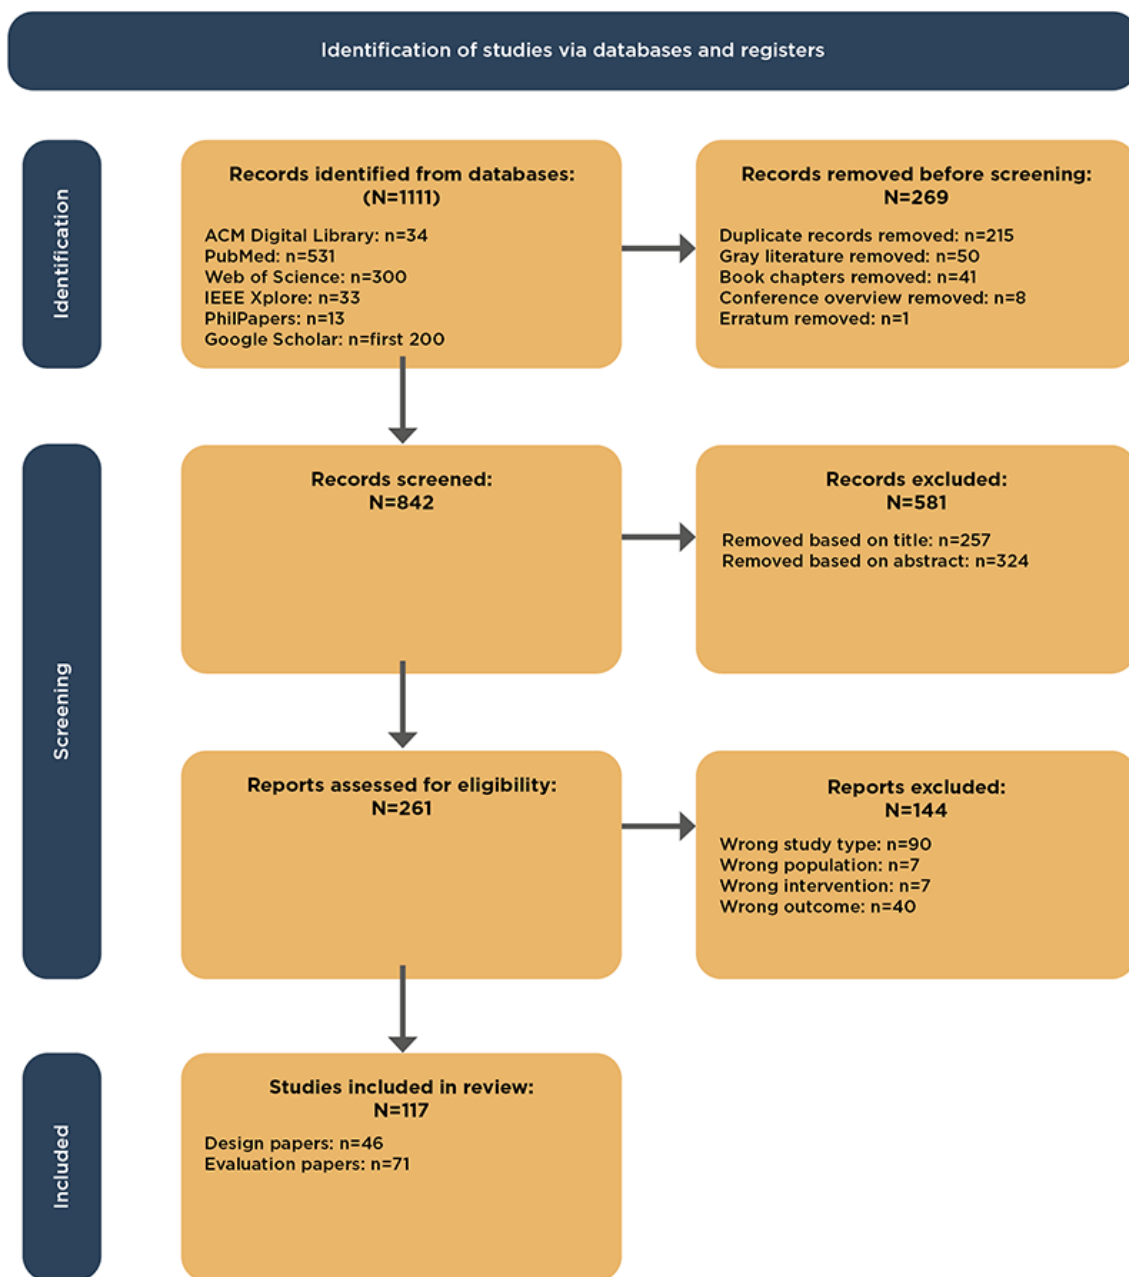 Identification of studies via databases and registers
Identification
Records identified from databases:
(N=1111)
ACM Digital Library: n=34
PubMed: n=531
Web of Science: n=300
IEEE Xplore: n=33
PhilPapers: n=13
Google Scholar: n=first 200
Records removed before screening:
N=269
Duplicate records removed: n=215
Gray literature removed: n=50
Book chapters removed: n=41
Conference overview removed: n=8
Erratum removed: n=1
Screening
Records screened:
N=842
Records excluded:
N=581
Removed based on title: n=257
Removed based on abstract: n=324
Reports assessed for eligibility:
N=261
Reports excluded:
N=144
Wrong study type: n=90
Wrong population: n=7
Wrong intervention: n=7
Wrong outcome: n=40
Included
Studies included in review:
N=117
Design papers: n=46
Evaluation papers: n=71